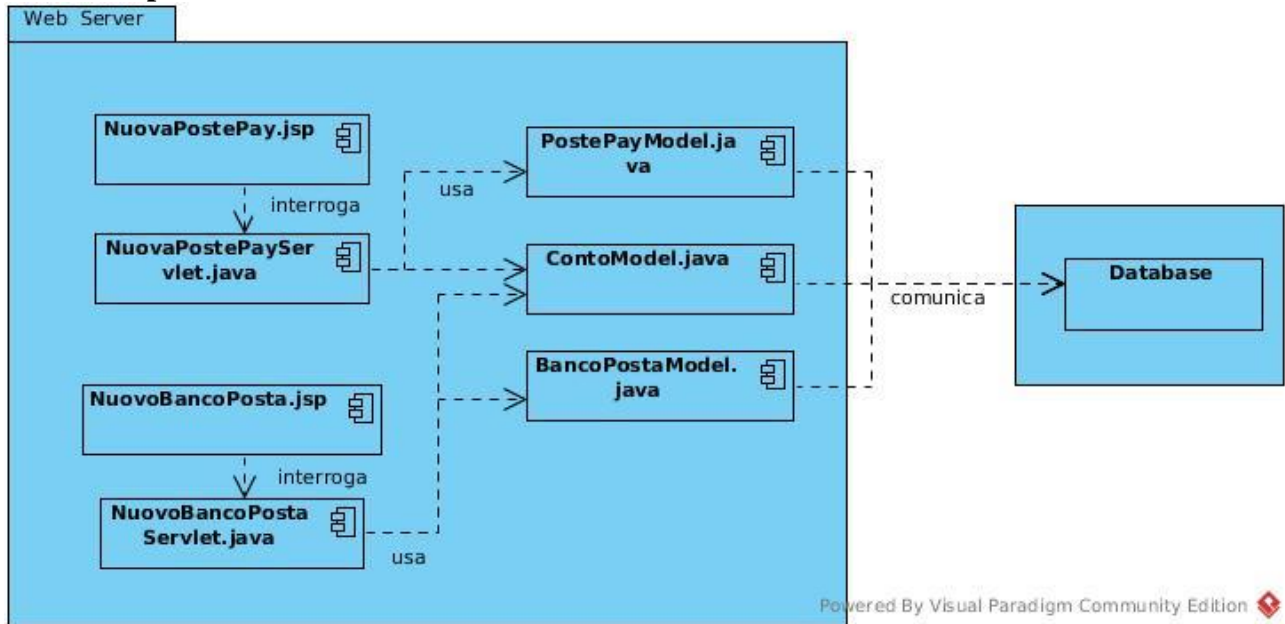 Web Server
NuovaPostePay.jsp
interroga
NuovaPostePaySer
vlet.java
usa
PostePayModel.ja
va
ContoModel.java
BancoPostaModel.
java
comunica
Database
NuovoBancoPosta.jsp
interroga
NuovoBancoPosta
Servlet.java
usa
Powered By Visual Paradigm Community Edition